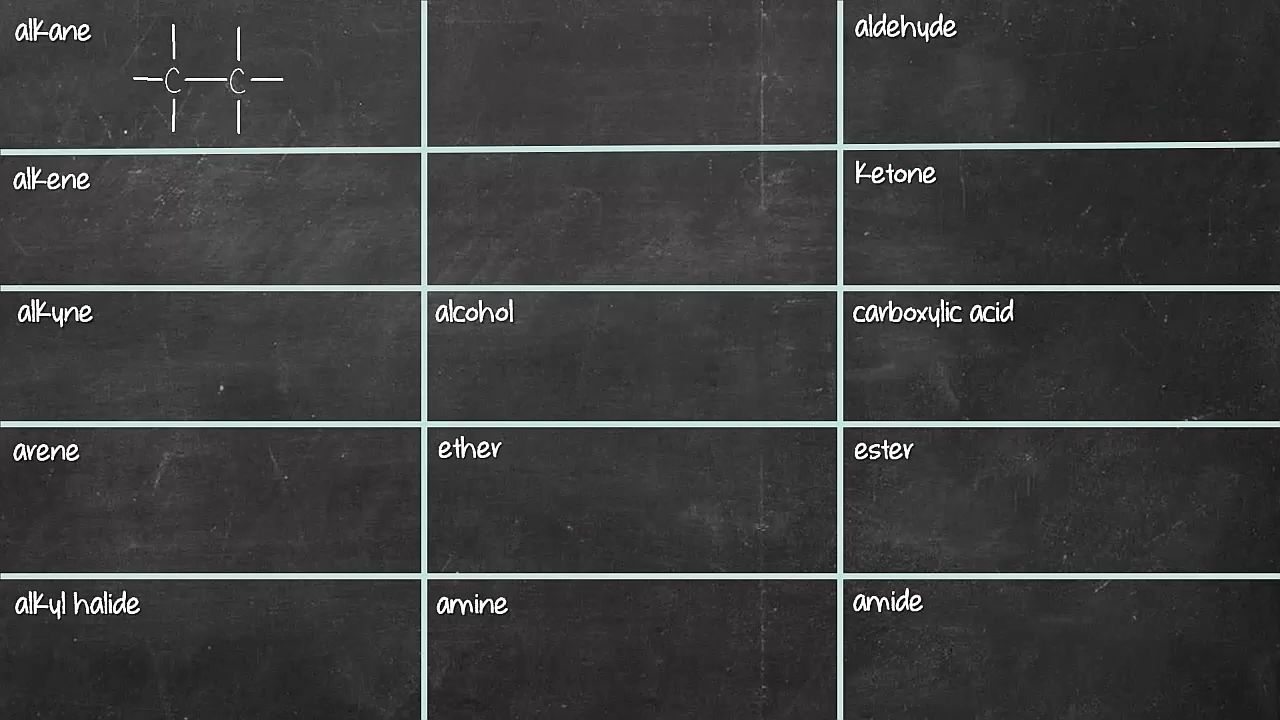 alkane
C C
aldehyde
alkene
ketone
alkyne
alcohol
carboxylic acid
arene
ether
ester
alkyl halide
amine
amide